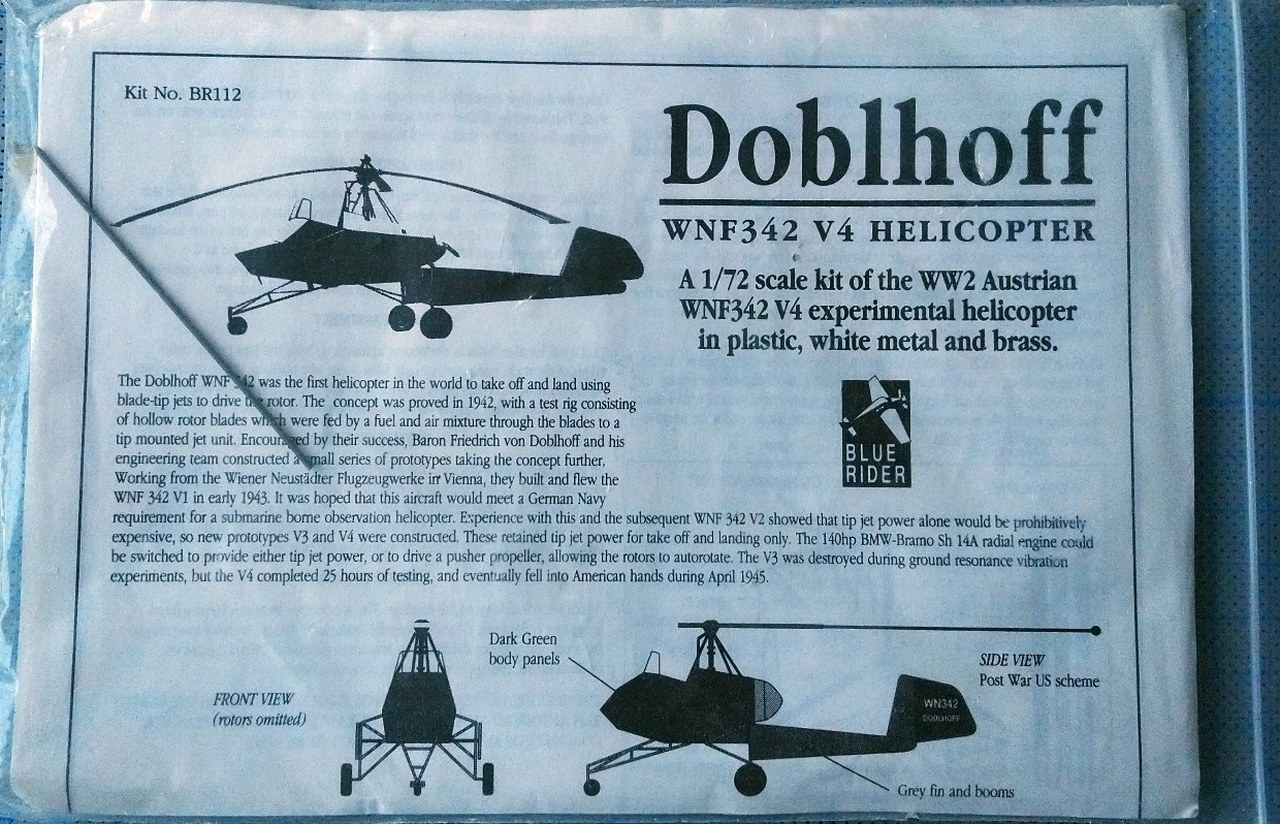 Kit No. BR112
Doblhoff
WNF342 V4 HELICOPTER
A 1/72 scale kit of the WW2 Austrian
WNF342 V4 experimental helicopter
in plastic, white metal and brass.
The Doblhoff WNF 342 was the first helicopter in the world to take off and land using
blade-tip jets to drive the rotor. The concept was proved in 1942, with a test rig consisting
of hollow rotor blades which were fed by a fuel and air mixture through the blades to a
tip mounted jet unit. Encouraged by their success, Baron Friedrich von Doblhoff and his
engineering team constructed a small series of prototypes taking the concept further.
Working from the Wiener Neustädter Flugzeugwerke in Vienna, they built and flew the
WNF 342 V1 in early 1943. It was hoped that this aircraft would meet a German Navy
requirement for a submarine borne observation helicopter. Experience with this and the subsequent WNF 342 V2 showed that tip jet power alone would be prohibitively
expensive, so new prototypes V3 and V4 were constructed. These retained tip jet power for take off and landing only. The 140hp BMW-Bramo Sh 14A radial engine could
be switched to provide either tip jet power, or to drive a pusher propeller, allowing the rotors to autorotate. The V3 was destroyed during ground resonance vibration
experiments, but the V4 completed 25 hours of testing, and eventually fell into American hands during April 1945.
BLUE
RIDER
Dark Green
body panels
FRONT VIEW
(rotors omitted)
SIDE VIEW
Post War US scheme
WN342
DOBLHOFF
Grey fin and booms